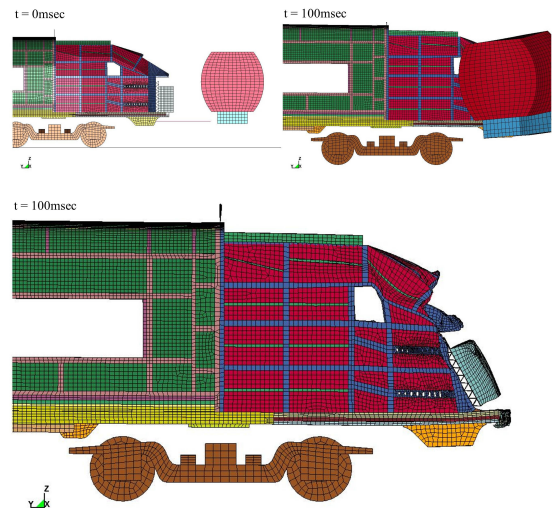 t = 0msec
t = 100msec
Z
Y X
Z
Y X
t = 100msec
Z
Y X